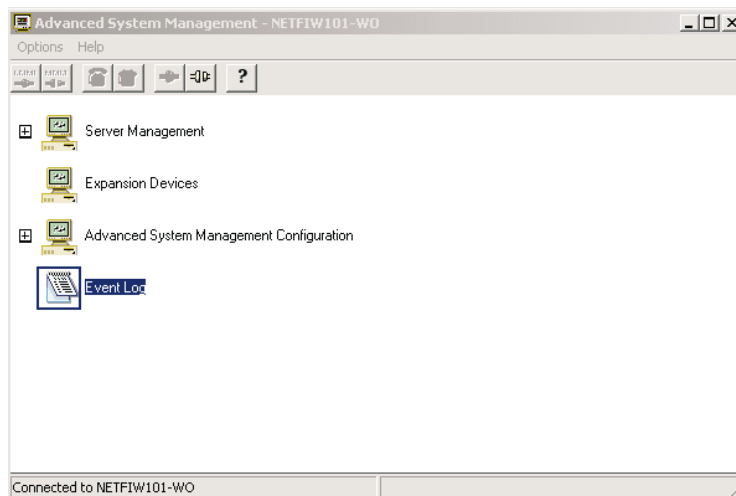 Advanced System Management - NETFIW101-WO
Options Help
?
Server Management
Expansion Devices
Advanced System Management Configuration
Event Log
Connected to NETFIW101-WO